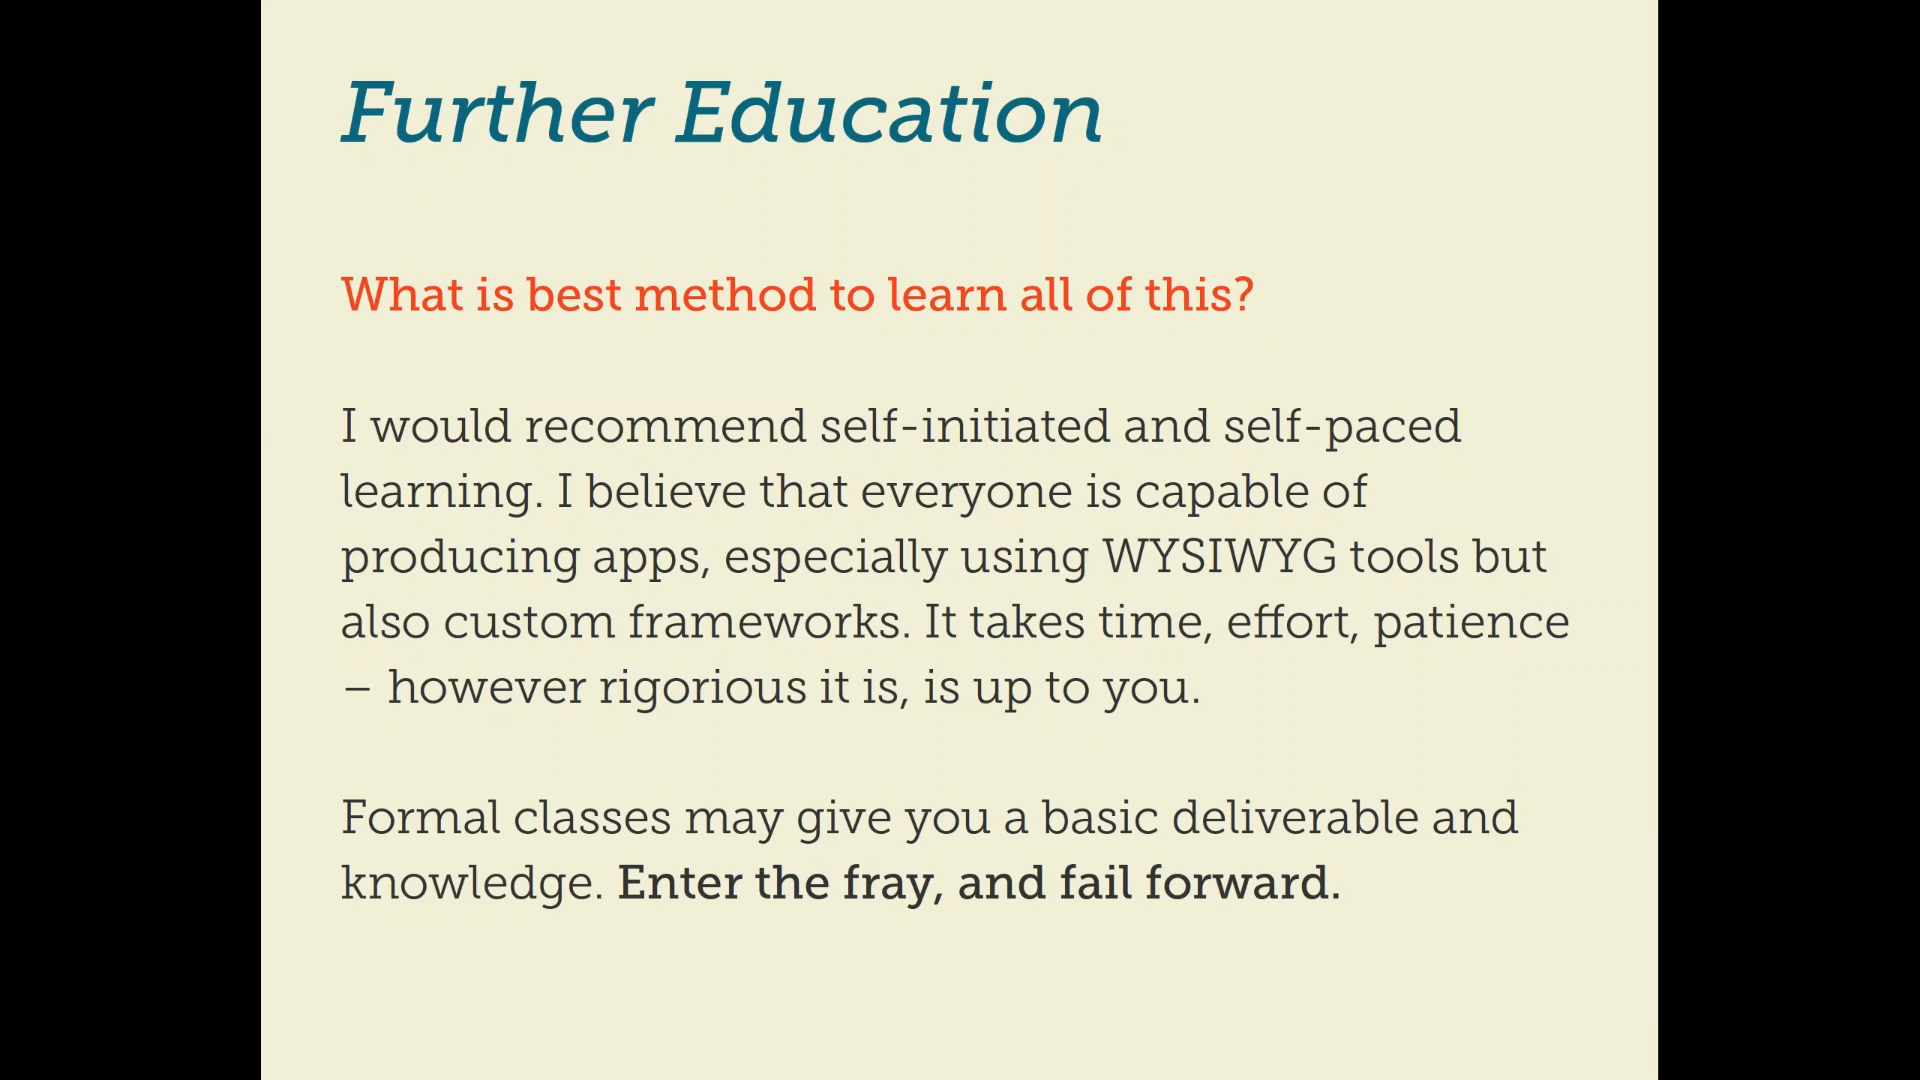 Further Education
What is best method to learn all of this?
I would recommend self-initiated and self-paced
learning. I believe that everyone is capable of
producing apps, especially using WYSIWYG tools but
also custom frameworks. It takes time, effort, patience
– however rigorious it is, is up to you.
Formal classes may give you a basic deliverable and
knowledge. Enter the fray, and fail forward.